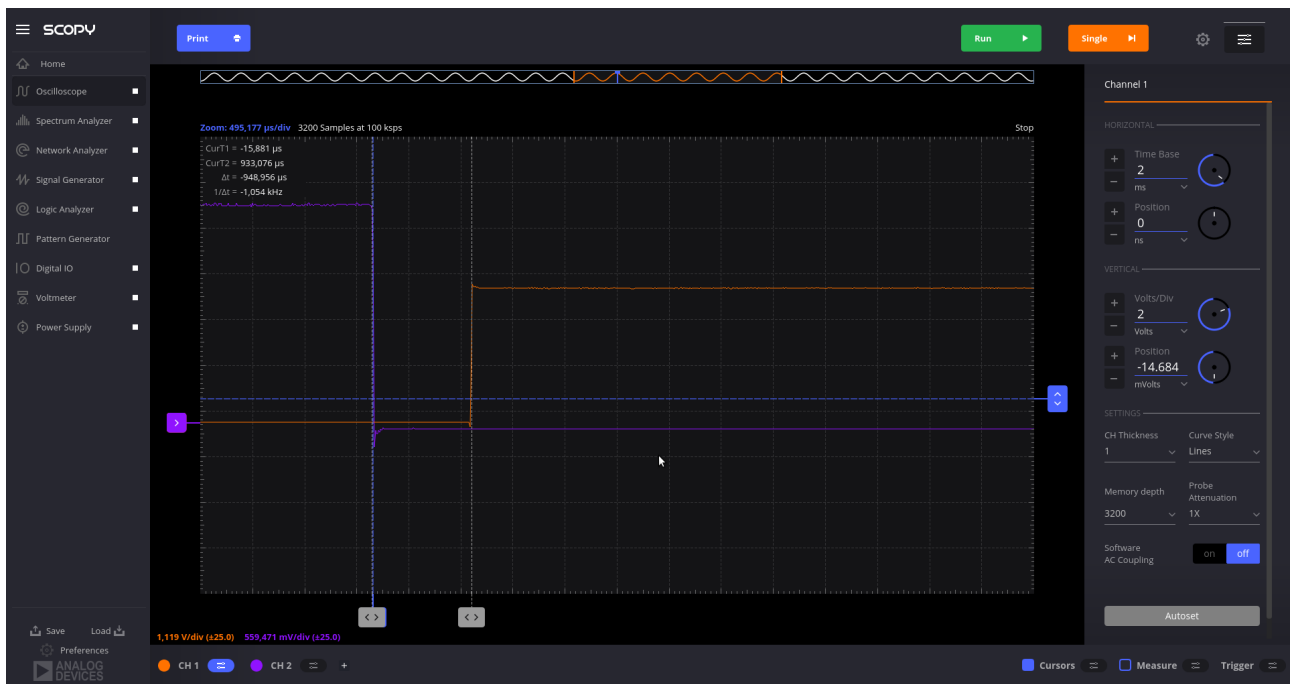 SCOPY
Print
Run
Single
Home
Oscilloscope
Spectrum Analyzer
Network Analyzer
Signal Generator
Logic Analyzer
Pattern Generator
Digital IO
Voltmeter
Power Supply
Save Load
Preferences
ANALOG
DEVICES
Zoom: 495,177 µs/div 3200 Samples at 100 ksps Stop
CurT1 = -15,881 µs
CurT2 = 933,076 µs
Δt = -948,956 µs
1/Δt = -1,054 kHz
1,119 V/div (±25.0) 559,471 mV/div (±25.0)
CH 1 CH 2 + Cursors Measure Trigger
Channel 1
HORIZONTAL
+ Time Base
2
− ms
+ Position
0
− ns
VERTICAL
+ Volts/Div
2
− Volts
+ Position
-14.684
− mVolts
SETTINGS
CH Thickness Curve Style
1 Lines
Memory depth Probe Attenuation
3200 1X
Software
AC Coupling on off
Autoset